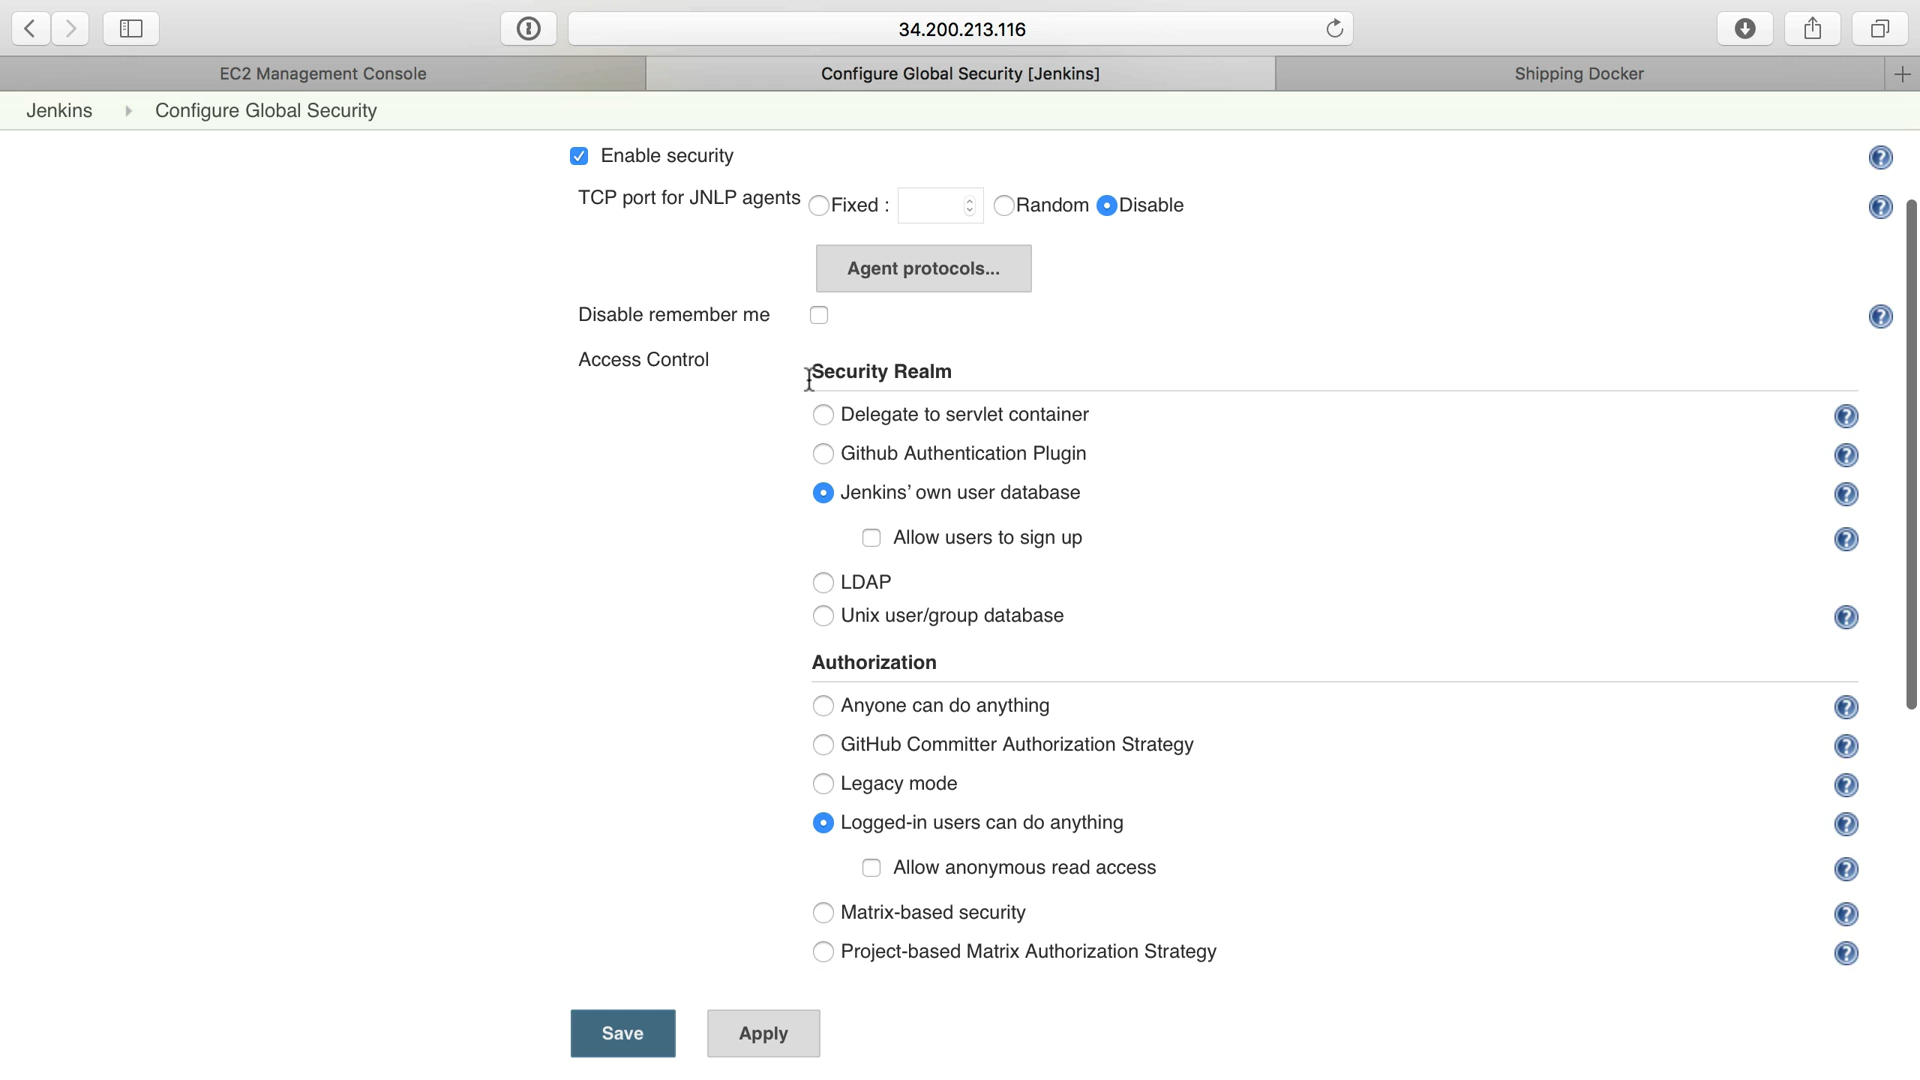 34.200.213.116
EC2 Management Console
Configure Global Security [Jenkins]
Shipping Docker
Jenkins
Configure Global Security
Enable security
TCP port for JNLP agents
Fixed :
Random
Disable
Agent protocols...
Disable remember me
Access Control
Security Realm
Delegate to servlet container
Github Authentication Plugin
Jenkins’ own user database
Allow users to sign up
LDAP
Unix user/group database
Authorization
Anyone can do anything
GitHub Committer Authorization Strategy
Legacy mode
Logged-in users can do anything
Allow anonymous read access
Matrix-based security
Project-based Matrix Authorization Strategy
Save
Apply